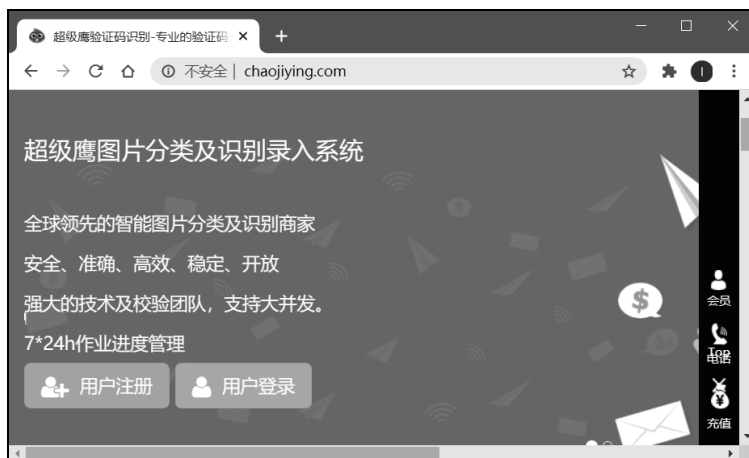 超级鹰验证码识别-专业的验证码
不安全 | chaojiying.com
I
超级鹰图片分类及识别录入系统
全球领先的智能图片分类及识别商家
安全、准确、高效、稳定、开放
强大的技术及校验团队，支持大并发。
7*24h作业进度管理
用户注册 用户登录
会员
Top
电话
充值